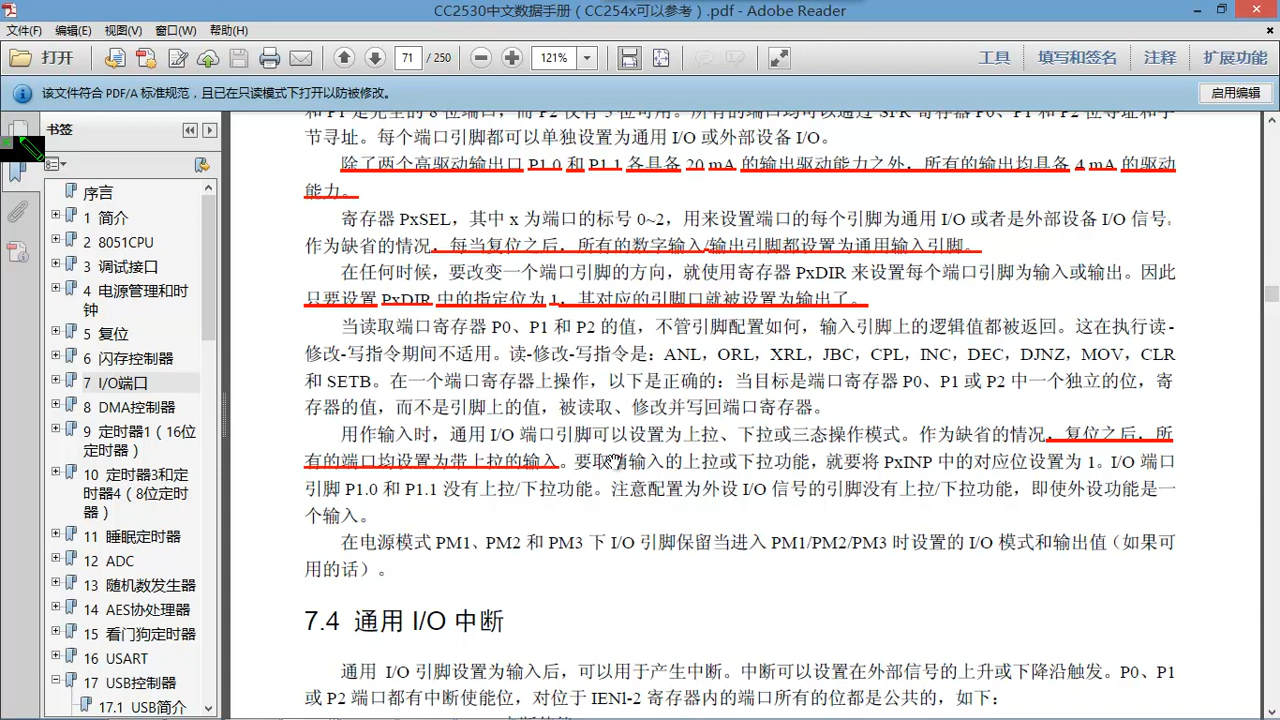 CC2530中文数据手册（CC254x可以参考）.pdf - Adobe Reader
文件(F) 编辑(E) 视图(V) 窗口(W) 帮助(H)
打开 71 / 250 121% 工具 填写和签名 注释 扩展功能
该文件符合 PDF/A 标准规范，且已在只读模式下打开以防被修改。 启用编辑
书签
序言
1 简介
2 8051CPU
3 调试接口
4 电源管理和时
钟
5 复位
6 闪存控制器
7 I/O端口
8 DMA控制器
9 定时器1（16位
定时器）
10 定时器3和定
时器4（8位定时
器）
11 睡眠定时器
12 ADC
13 随机数发生器
14 AES协处理器
15 看门狗定时器
16 USART
17 USB控制器
17.1 USB简介
节寻址。每个端口引脚都可以单独设置为通用 I/O 或外部设备 I/O。
除了两个高驱动输出口 P1.0 和 P1.1 各具备 20 mA 的输出驱动能力之外，所有的输出均具备 4 mA 的驱动
能力。
寄存器 PxSEL，其中 x 为端口的标号 0~2，用来设置端口的每个引脚为通用 I/O 或者是外部设备 I/O 信号。
作为缺省的情况，每当复位之后，所有的数字输入/输出引脚都设置为通用输入引脚。
在任何时候，要改变一个端口引脚的方向，就使用寄存器 PxDIR 来设置每个端口引脚为输入或输出。因此
只要设置 PxDIR 中的指定位为 1，其对应的引脚口就被设置为输出了。
当读取端口寄存器 P0、P1 和 P2 的值，不管引脚配置如何，输入引脚上的逻辑值都被返回。这在执行读-
修改-写指令期间不适用。读-修改-写指令是：ANL，ORL，XRL，JBC，CPL，INC，DEC，DJNZ，MOV，CLR
和 SETB。在一个端口寄存器上操作，以下是正确的：当目标是端口寄存器 P0、P1 或 P2 中一个独立的位，寄
存器的值，而不是引脚上的值，被读取、修改并写回端口寄存器。
用作输入时，通用 I/O 端口引脚可以设置为上拉、下拉或三态操作模式。作为缺省的情况，复位之后，所
有的端口均设置为带上拉的输入。要取消输入的上拉或下拉功能，就要将 PxINP 中的对应位设置为 1。I/O 端口
引脚 P1.0 和 P1.1 没有上拉/下拉功能。注意配置为外设 I/O 信号的引脚没有上拉/下拉功能，即使外设功能是一
个输入。
在电源模式 PM1、PM2 和 PM3 下 I/O 引脚保留当进入 PM1/PM2/PM3 时设置的 I/O 模式和输出值（如果可
用的话）。
7.4 通用 I/O 中断
通用 I/O 引脚设置为输入后，可以用于产生中断。中断可以设置在外部信号的上升或下降沿触发。P0、P1
或 P2 端口都有中断使能位，对位于 IENl-2 寄存器内的端口所有的位都是公共的，如下：